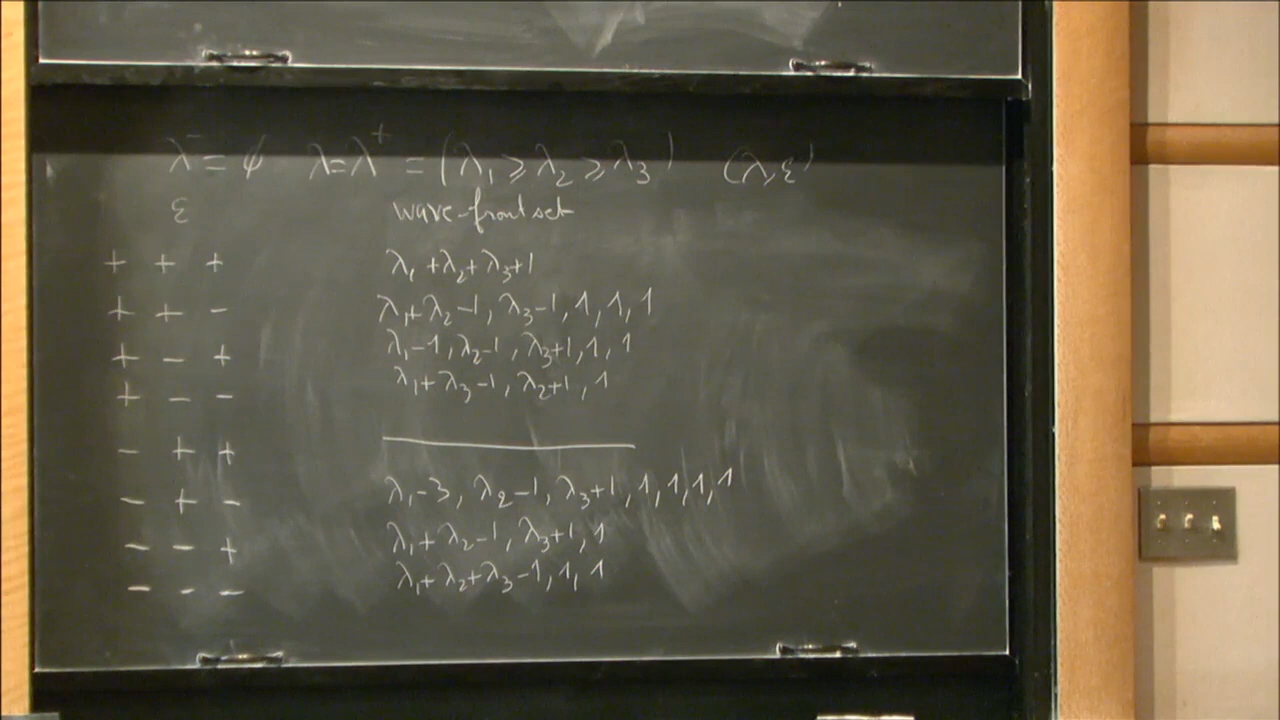 λ⁻ = ∅ λ=λ⁺ = (λ₁ ≥ λ₂ ≥ λ₃) (λ,ε)
ε wave-front set
+ + + λ₁+λ₂+λ₃+1
+ + - λ₁+λ₂-1, λ₃-1, 1, 1, 1
+ - + λ₁-1, λ₂-1, λ₃+1, 1, 1
+ - - λ₁+λ₃-1, λ₂+1, 1
- + + ———
- + - λ₁-3, λ₂-1, λ₃+1, 1, 1, 1, 1
- - + λ₁+λ₂-1, λ₃+1, 1
- - - λ₁+λ₂+λ₃-1, 1, 1